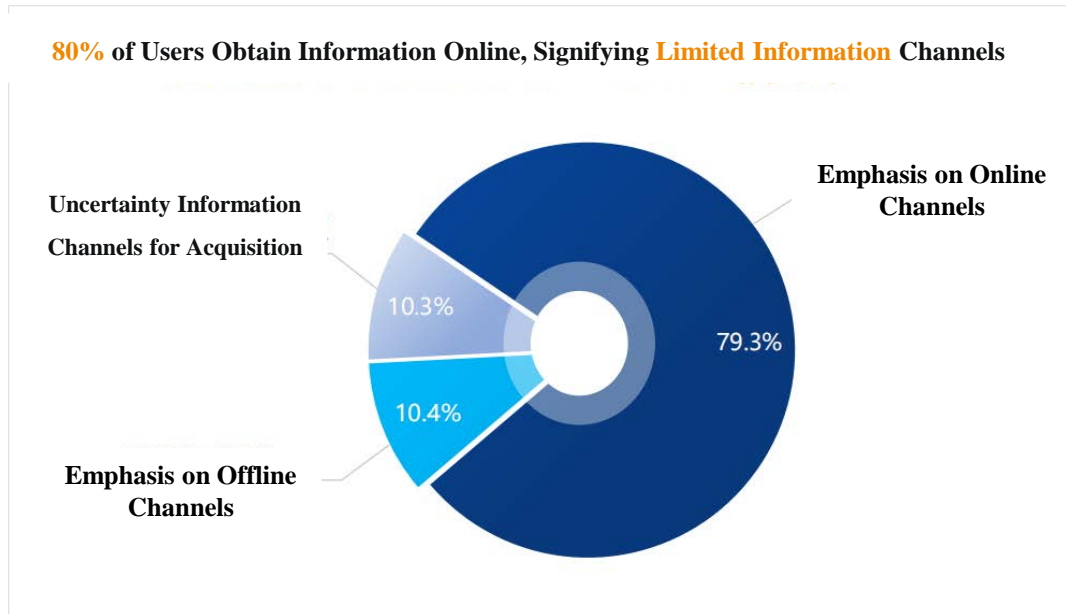 80% of Users Obtain Information Online, Signifying Limited Information Channels
Emphasis on Online
Channels
Uncertainty Information
Channels for Acquisition
10.3%
79.3%
10.4%
Emphasis on Offline
Channels